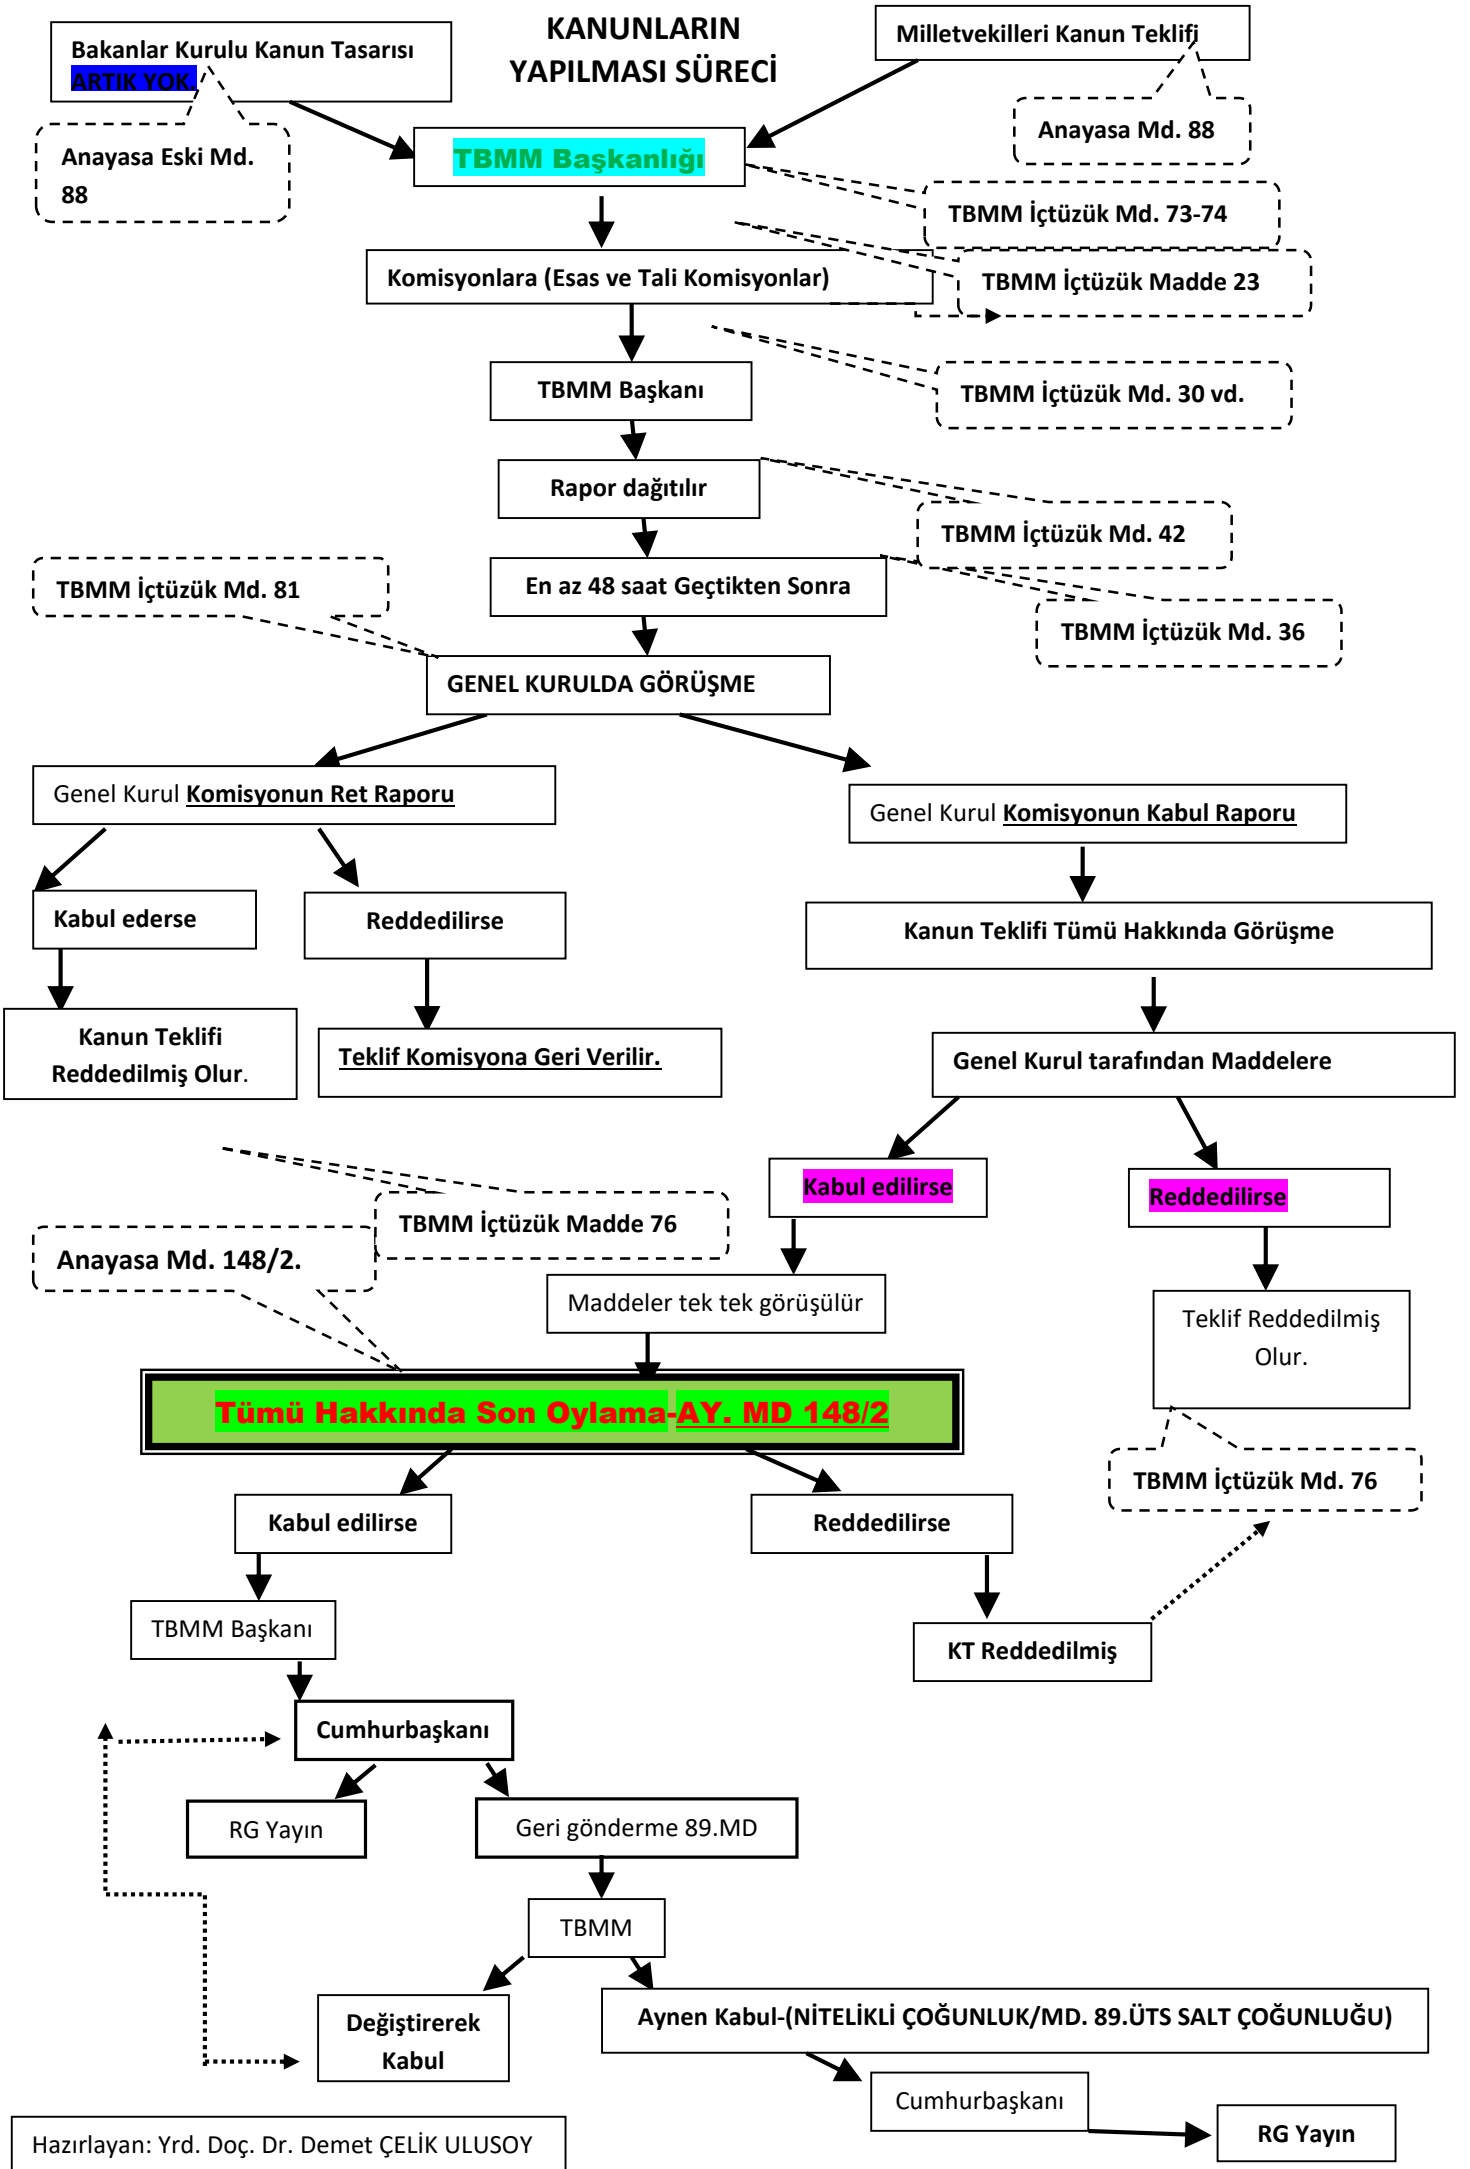 KANUNLARIN
YAPILMASI SÜRECİ
Bakanlar Kurulu Kanun Tasarısı
ARTIK YOK.
Milletvekilleri Kanun Teklifi
Anayasa Eski Md.
88
Anayasa Md. 88
TBMM Başkanlığı
TBMM İçtüzük Md. 73-74
Komisyonlara (Esas ve Tali Komisyonlar)
TBMM İçtüzük Madde 23
TBMM Başkanı
TBMM İçtüzük Md. 30 vd.
Rapor dağıtılır
TBMM İçtüzük Md. 42
En az 48 saat Geçtikten Sonra
TBMM İçtüzük Md. 81
TBMM İçtüzük Md. 36
GENEL KURULDA GÖRÜŞME
Genel Kurul Komisyonun Ret Raporu
Genel Kurul Komisyonun Kabul Raporu
Kabul ederse
Reddedilirse
Kanun Teklifi Tümü Hakkında Görüşme
Kanun Teklifi
Reddedilmiş Olur.
Teklif Komisyona Geri Verilir.
Genel Kurul tarafından Maddelere
Kabul edilirse
Reddedilirse
TBMM İçtüzük Madde 76
Anayasa Md. 148/2.
Maddeler tek tek görüşülür
Teklif Reddedilmiş
Olur.
Tümü Hakkında Son Oylama-AY. MD 148/2
TBMM İçtüzük Md. 76
Kabul edilirse
Reddedilirse
TBMM Başkanı
KT Reddedilmiş
Cumhurbaşkanı
RG Yayın
Geri gönderme 89.MD
TBMM
Değiştirerek
Kabul
Aynen Kabul-(NİTELİKLİ ÇOĞUNLUK/MD. 89.ÜTS SALT ÇOĞUNLUĞU)
Cumhurbaşkanı
RG Yayın
Hazırlayan: Yrd. Doç. Dr. Demet ÇELİK ULUSOY